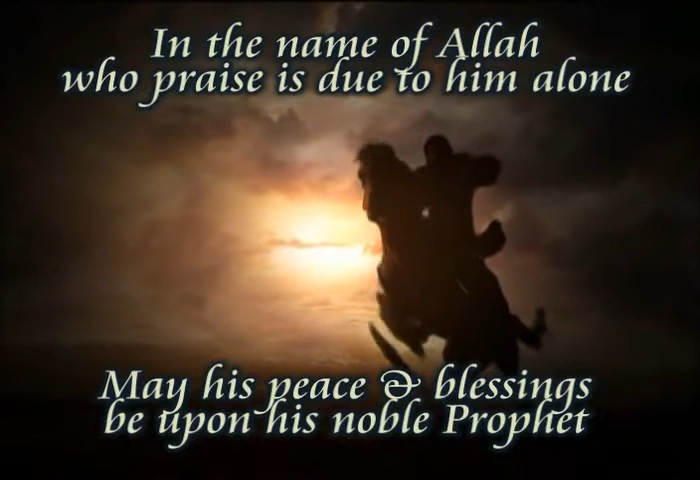 In the name of Allah
who praise is due to him alone
May his peace & blessings
be upon his noble Prophet